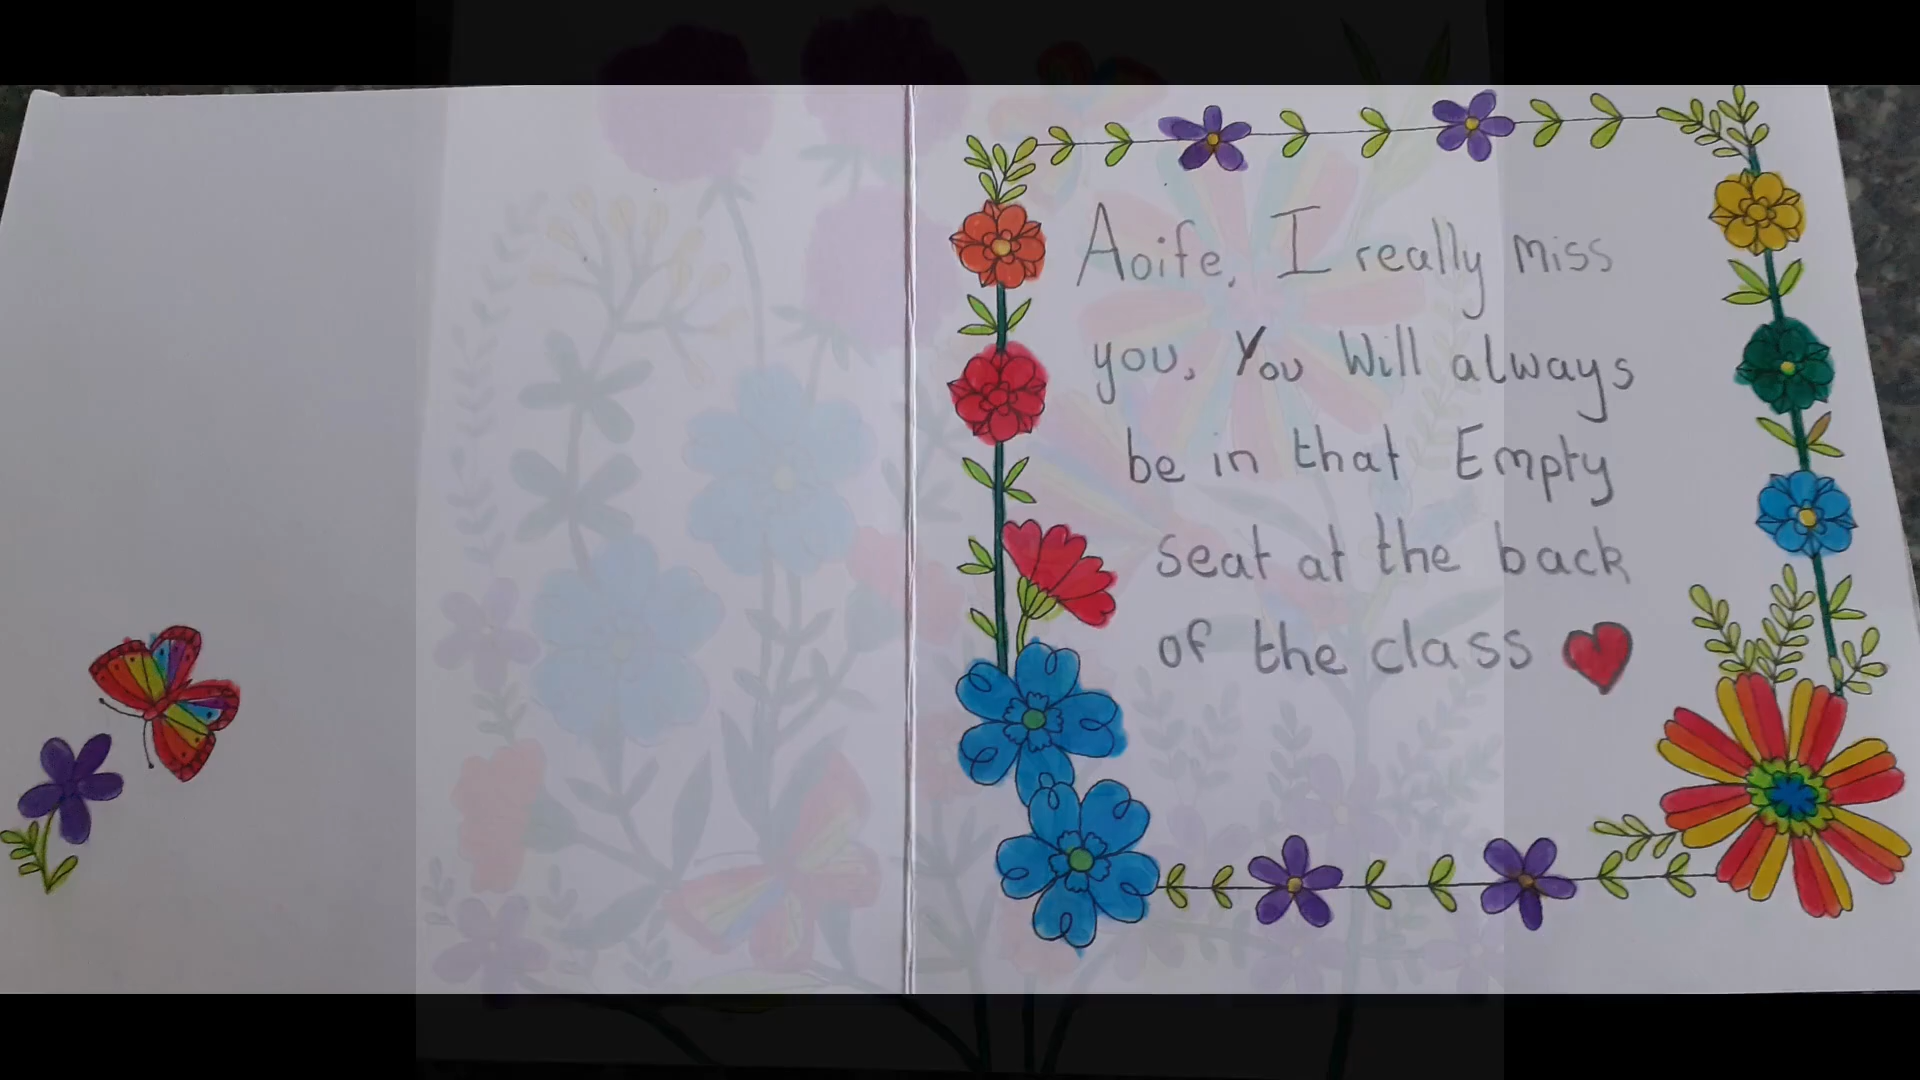 Aoife, I really miss
you, You Will always
be in that Empty
seat at the back
of the class